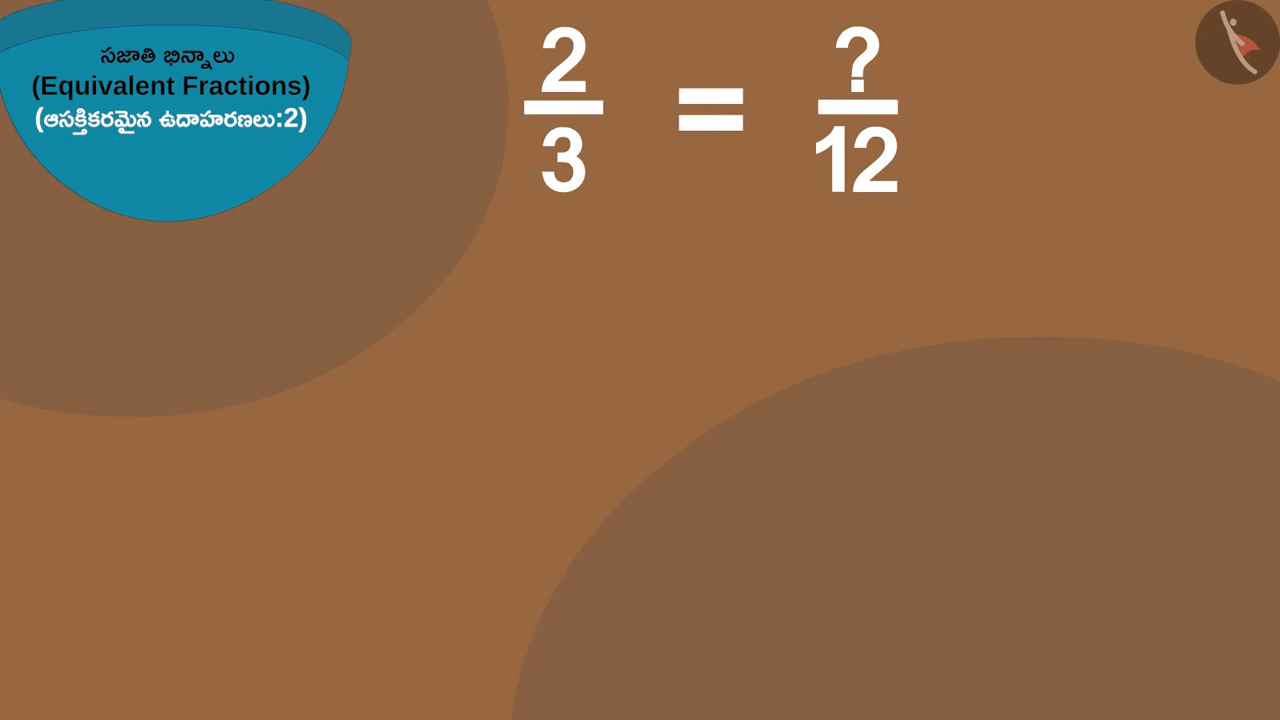 సజాతి భిన్నాలు
(Equivalent Fractions)
(ఆసక్తికరమైన ఉదాహరణలు:2)
2/3 = ?/12